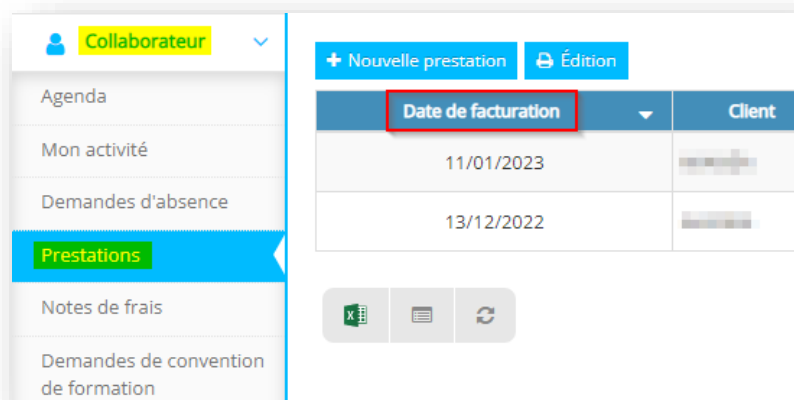 Collaborateur
Agenda
Mon activité
Demandes d'absence
Prestations
Notes de frais
Demandes de convention
de formation
Nouvelle prestation
Édition
Date de facturation
Client
11/01/2023
13/12/2022